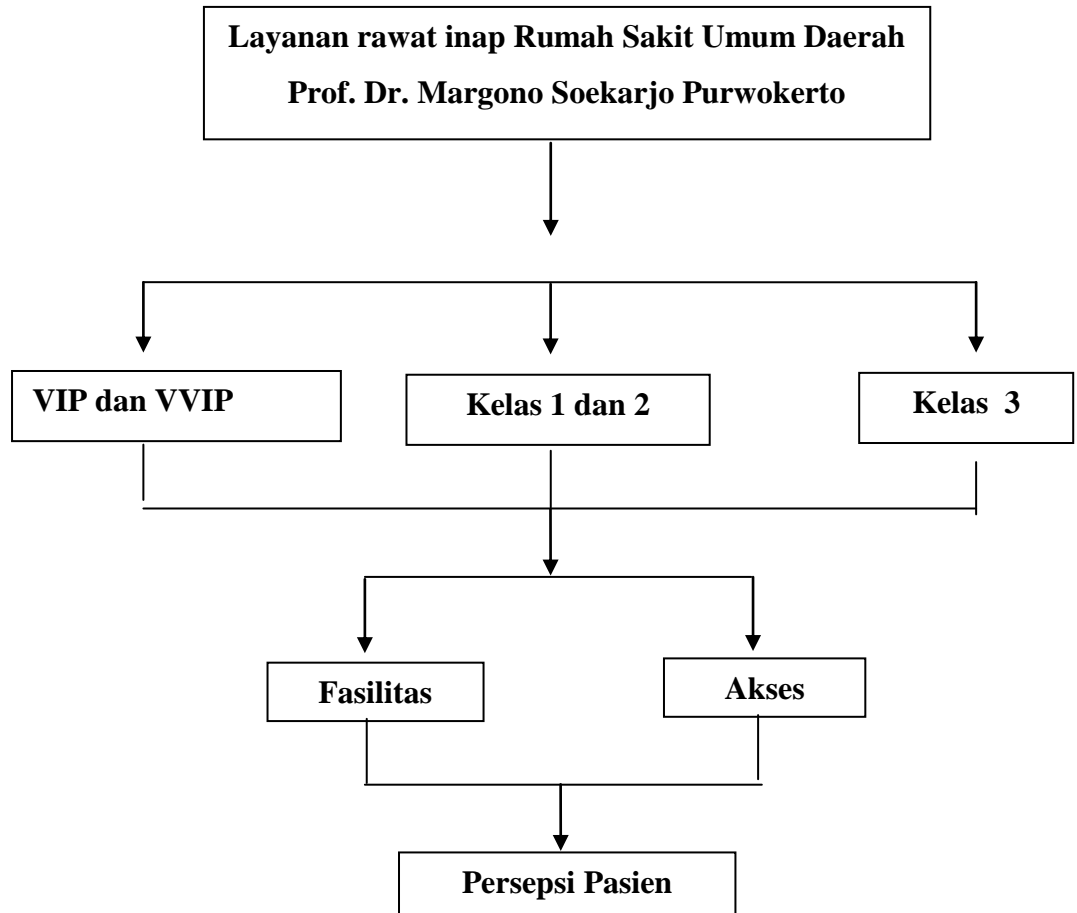 Layanan rawat inap Rumah Sakit Umum Daerah
Prof. Dr. Margono Soekarjo Purwokerto
VIP dan VVIP
Kelas 1 dan 2
Kelas 3
Fasilitas
Akses
Persepsi Pasien